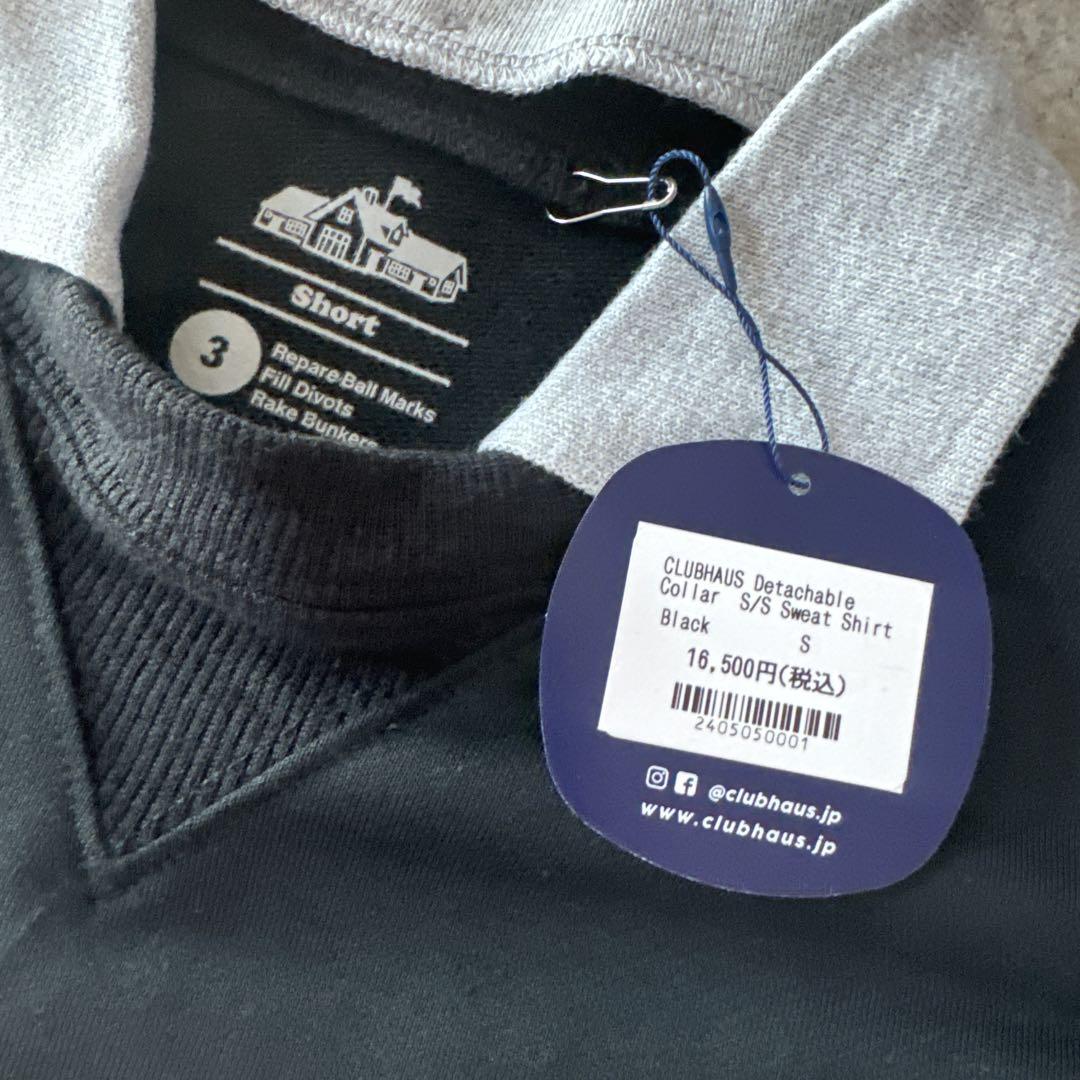 Short
3
Repare Ball Marks
Fill Divots
Rake Bunkers
CLUBHAUS Detachable
Collar S/S Sweat Shirt
Black S
16,500円(税込)
2405050001
@clubhaus.jp
www.clubhaus.jp